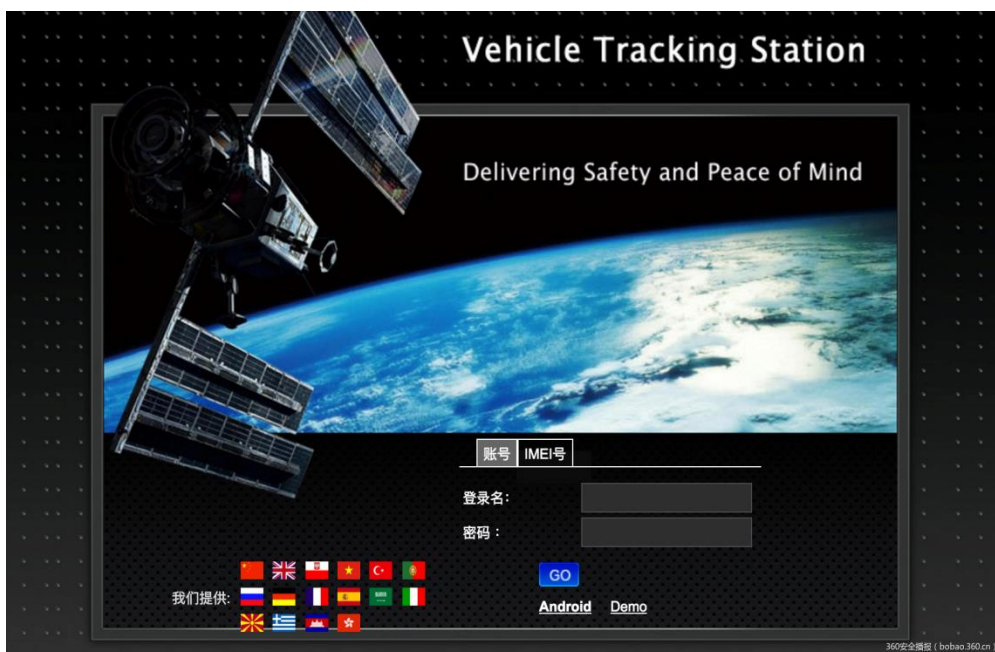 Vehicle Tracking Station
Delivering Safety and Peace of Mind
账号 IMEI号
登录名:
密码：
GO
我们提供:
Android Demo
360安全播报 ( bobao.360.cn )